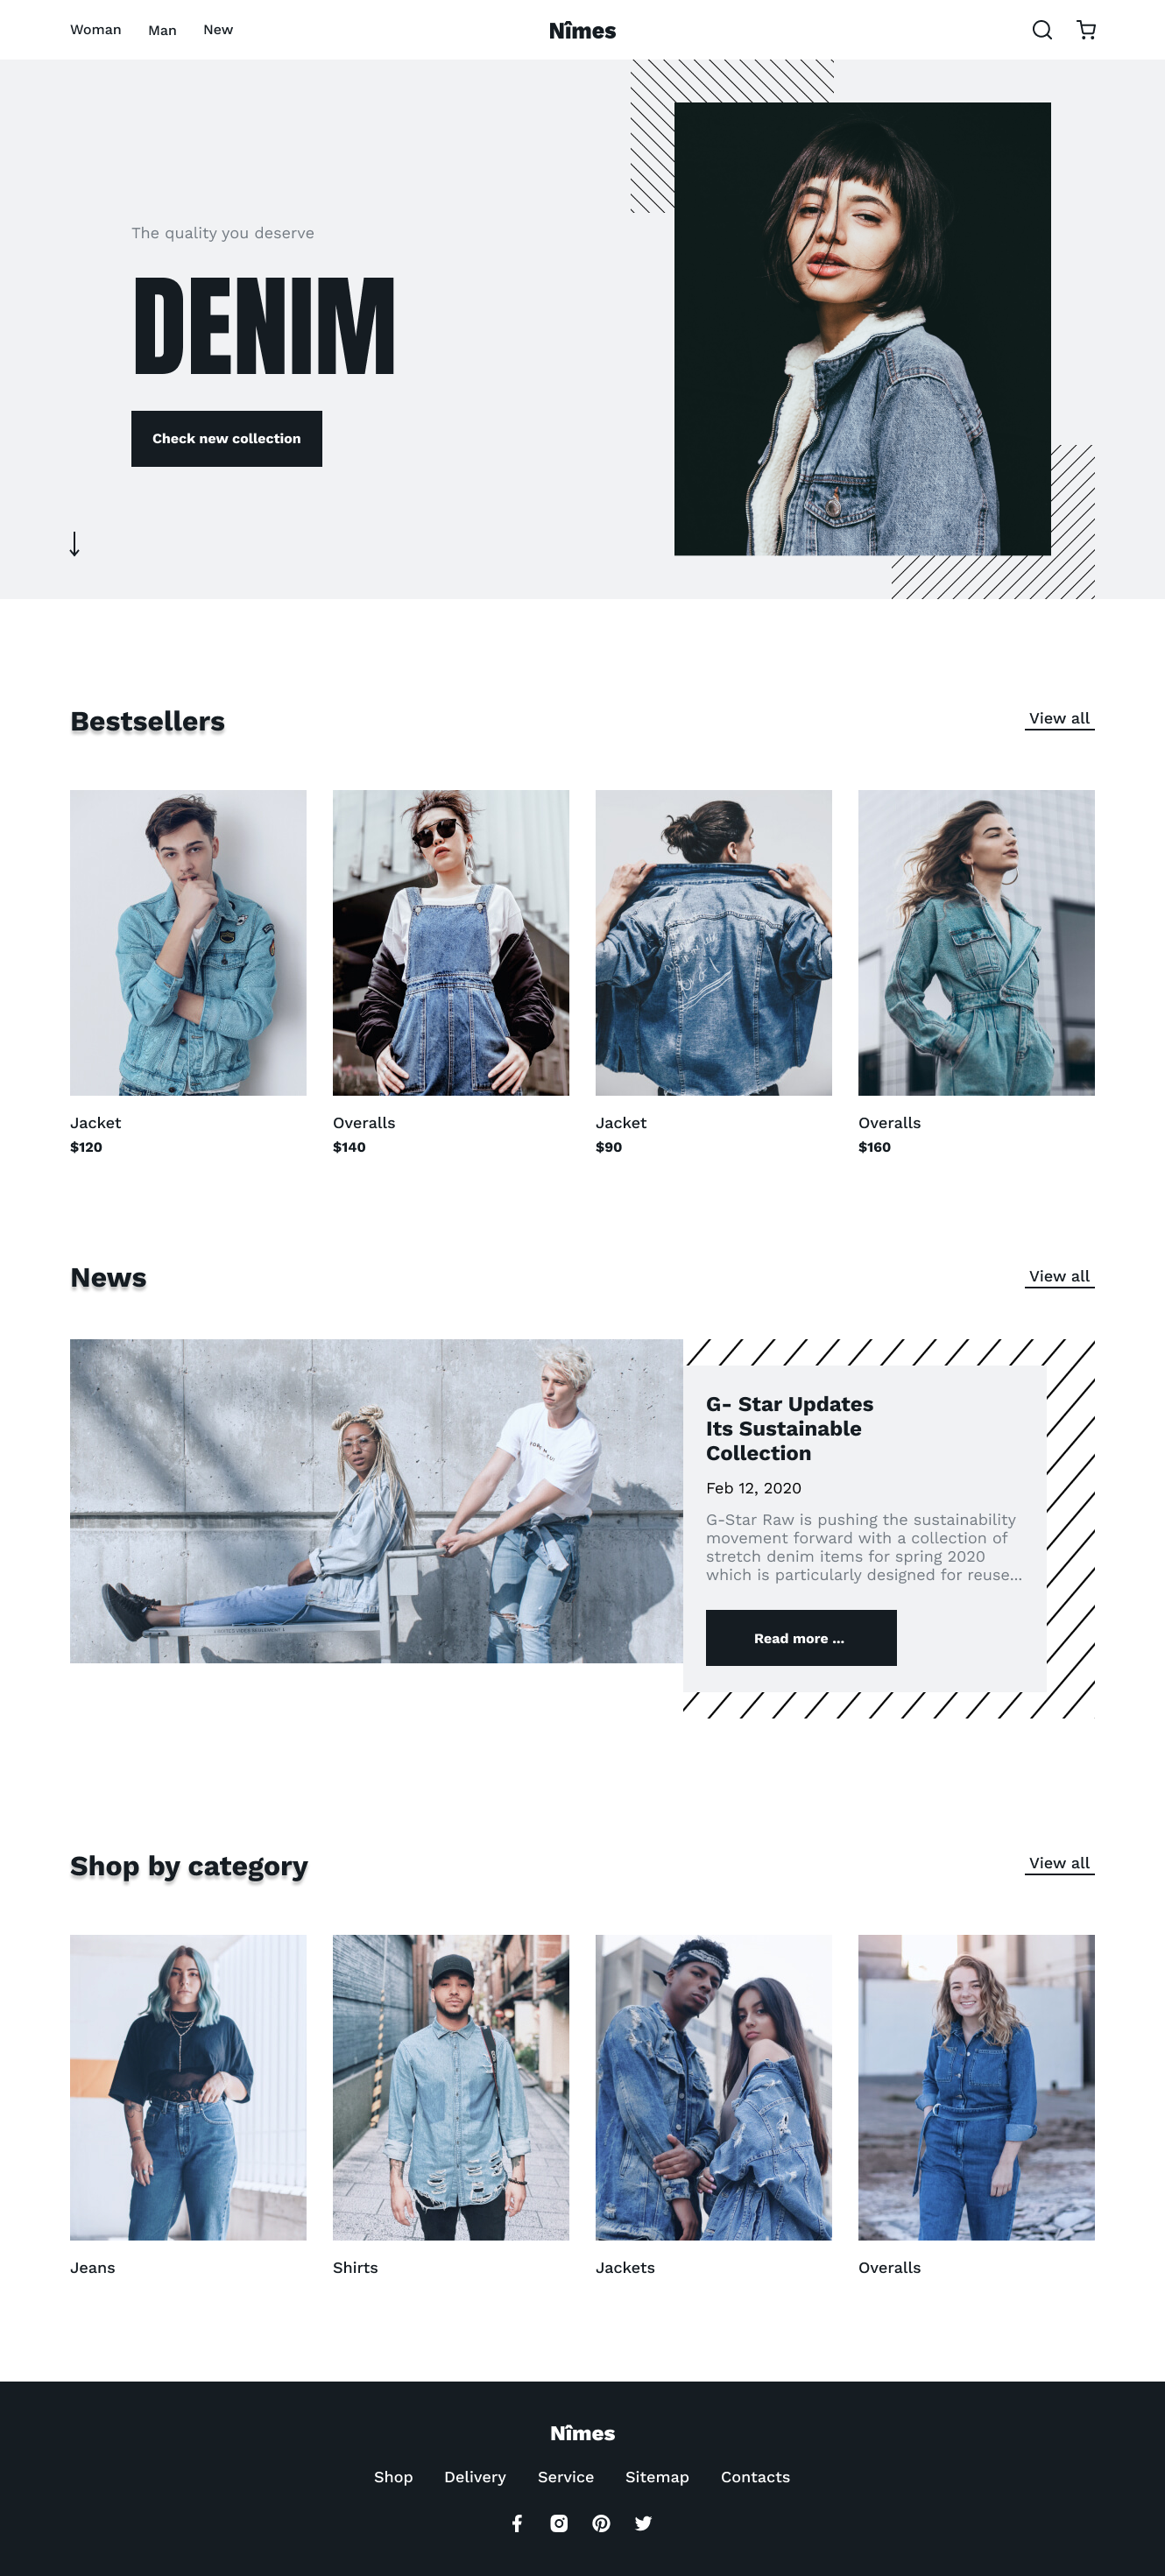 Woman Man New Nîmes
The quality you deserve
DENIM
Check new collection
Bestsellers View all
Jacket Overalls Jacket Overalls
$120 $140 $90 $160
News View all
G- Star Updates
Its Sustainable
Collection
Feb 12, 2020
G-Star Raw is pushing the sustainability
movement forward with a collection of
stretch denim items for spring 2020
which is particularly designed for reuse...
Read more ...
Shop by category View all
Jeans Shirts Jackets Overalls
Nîmes
Shop Delivery Service Sitemap Contacts